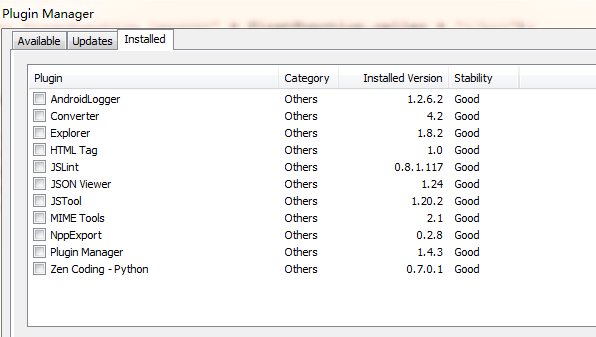 Plugin Manager
Available Updates Installed
Plugin Category Installed Version Stability
AndroidLogger Others 1.2.6.2 Good
Converter Others 4.2 Good
Explorer Others 1.8.2 Good
HTML Tag Others 1.0 Good
JSLint Others 0.8.1.117 Good
JSON Viewer Others 1.24 Good
JSTool Others 1.20.2 Good
MIME Tools Others 2.1 Good
NppExport Others 0.2.8 Good
Plugin Manager Others 1.4.3 Good
Zen Coding - Python Others 0.7.0.1 Good